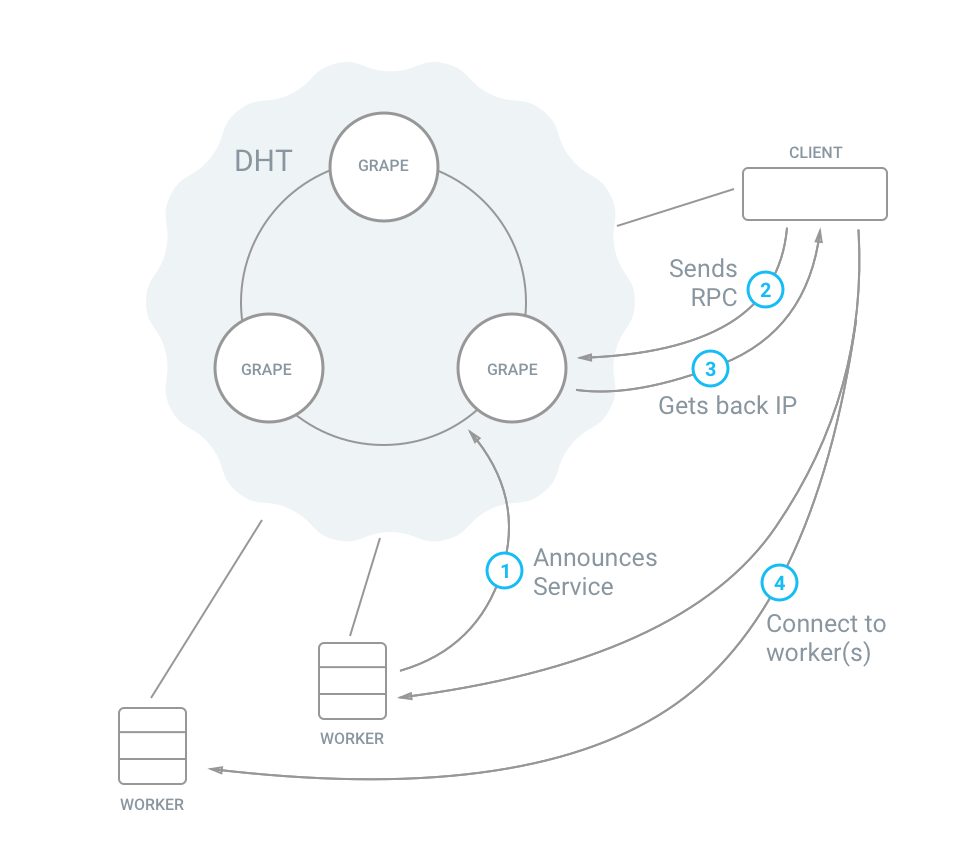 DHT
GRAPE
GRAPE
GRAPE
CLIENT
Sends
RPC
2
3
Gets back IP
1
Announces
Service
4
Connect to
worker(s)
WORKER
WORKER